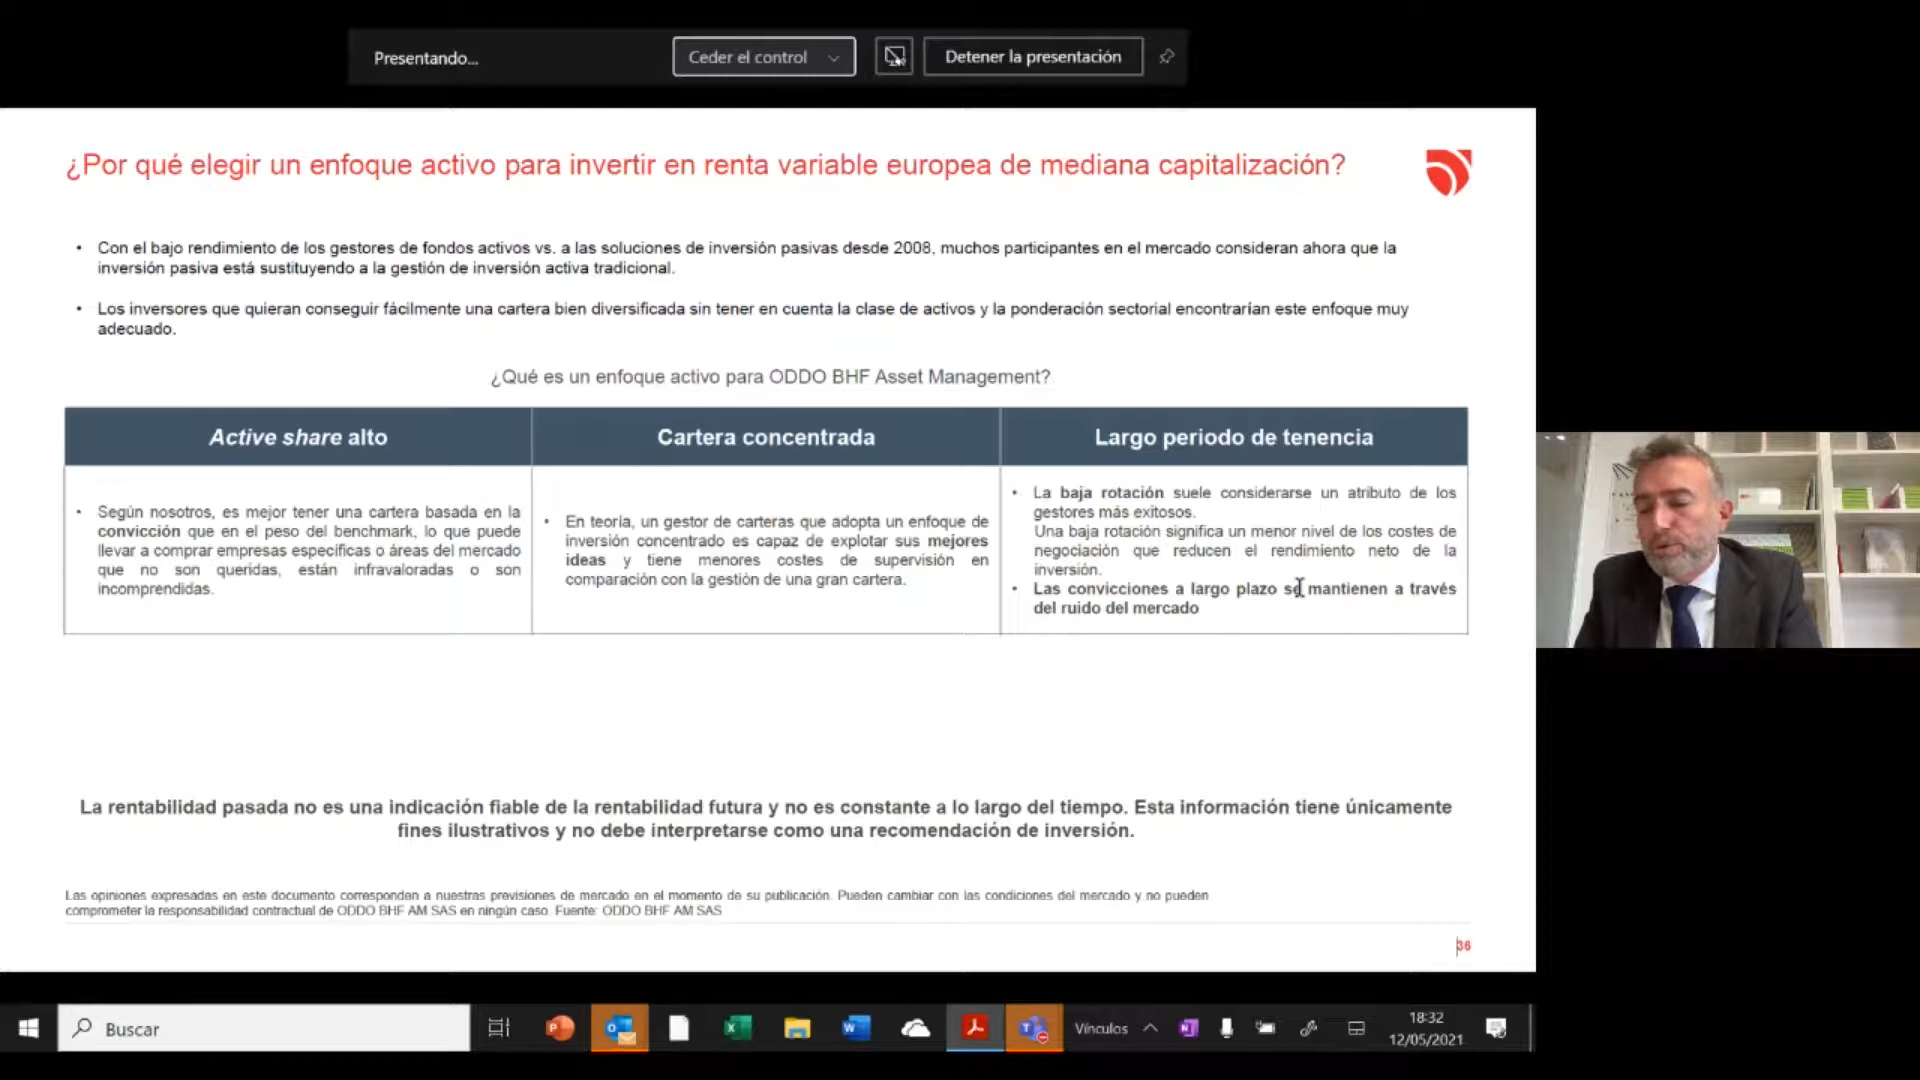 Presentando...
Ceder el control
Detener la presentación
¿Por qué elegir un enfoque activo para invertir en renta variable europea de mediana capitalización?
• Con el bajo rendimiento de los gestores de fondos activos vs. a las soluciones de inversión pasivas desde 2008, muchos participantes en el mercado consideran ahora que la
inversión pasiva está sustituyendo a la gestión de inversión activa tradicional.
• Los inversores que quieran conseguir fácilmente una cartera bien diversificada sin tener en cuenta la clase de activos y la ponderación sectorial encontrarían este enfoque muy
adecuado.
¿Qué es un enfoque activo para ODDO BHF Asset Management?
Active share alto
• Según nosotros, es mejor tener una cartera basada en la
convicción que en el peso del benchmark, lo que puede
llevar a comprar empresas específicas o áreas del mercado
que no son queridas, están infravaloradas o son
incomprendidas.
Cartera concentrada
• En teoría, un gestor de carteras que adopta un enfoque de
inversión concentrado es capaz de explotar sus mejores
ideas y tiene menores costes de supervisión en
comparación con la gestión de una gran cartera.
Largo periodo de tenencia
• La baja rotación suele considerarse un atributo de los
gestores más exitosos.
Una baja rotación significa un menor nivel de los costes de
negociación que reducen el rendimiento neto de la
inversión.
• Las convicciones a largo plazo se mantienen a través
del ruido del mercado
La rentabilidad pasada no es una indicación fiable de la rentabilidad futura y no es constante a lo largo del tiempo. Esta información tiene únicamente
fines ilustrativos y no debe interpretarse como una recomendación de inversión.
Las opiniones expresadas en este documento corresponden a nuestras previsiones de mercado en el momento de su publicación. Pueden cambiar con las condiciones del mercado y no pueden
comprometer la responsabilidad contractual de ODDO BHF AM SAS en ningún caso. Fuente: ODDO BHF AM SAS
36
Buscar
Vínculos
18:32
12/05/2021